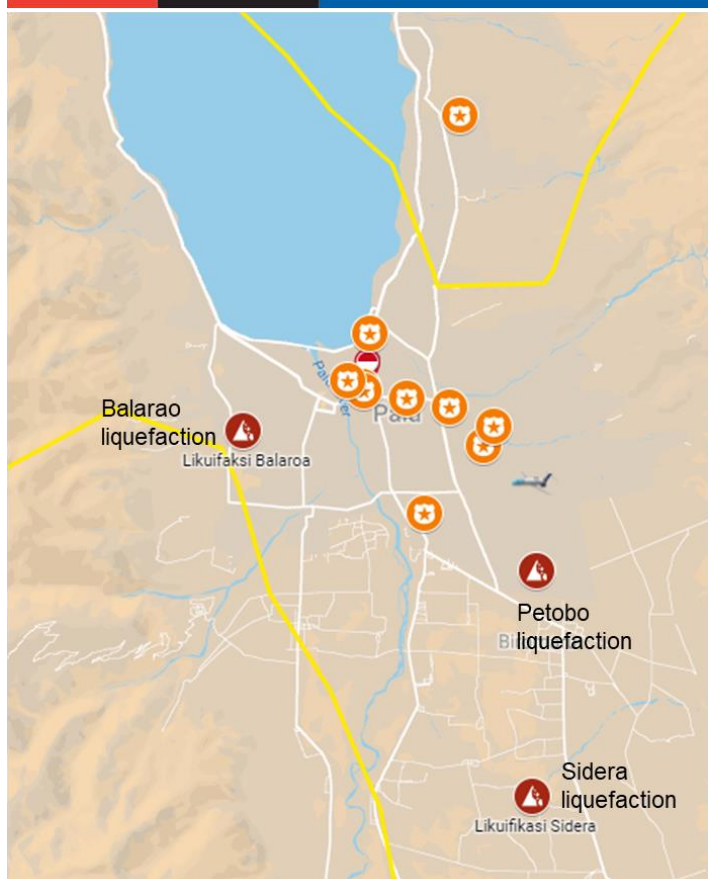 Palu
Balarao
liquefaction
Likuifaksi Balaroa
Petobo
liquefaction
Sidera
liquefaction
Likuifikasi Sidera